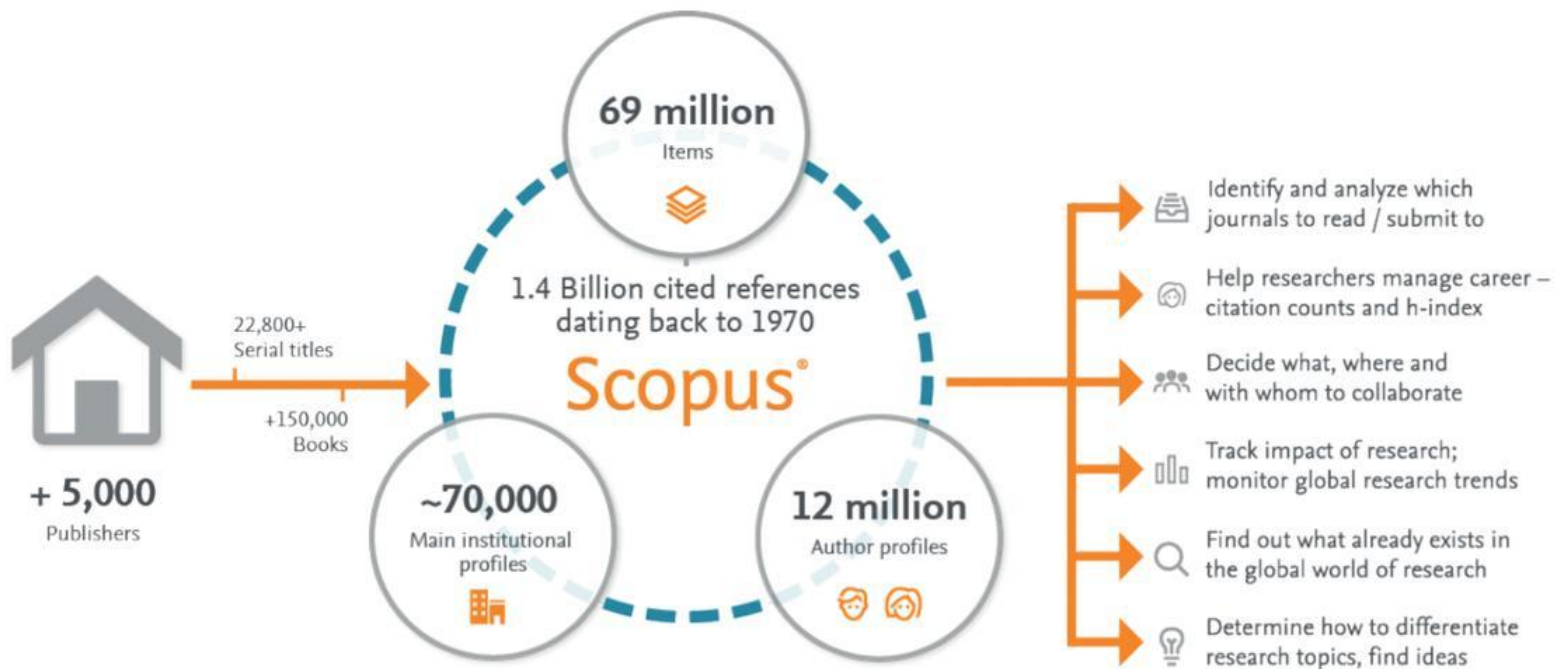 + 5,000
Publishers
22,800+
Serial titles
+150,000
Books
69 million
Items
1.4 Billion cited references
dating back to 1970
Scopus®
~70,000
Main institutional
profiles
12 million
Author profiles
Identify and analyze which
journals to read / submit to
Help researchers manage career –
citation counts and h-index
Decide what, where and
with whom to collaborate
Track impact of research;
monitor global research trends
Find out what already exists in
the global world of research
Determine how to differentiate
research topics, find ideas